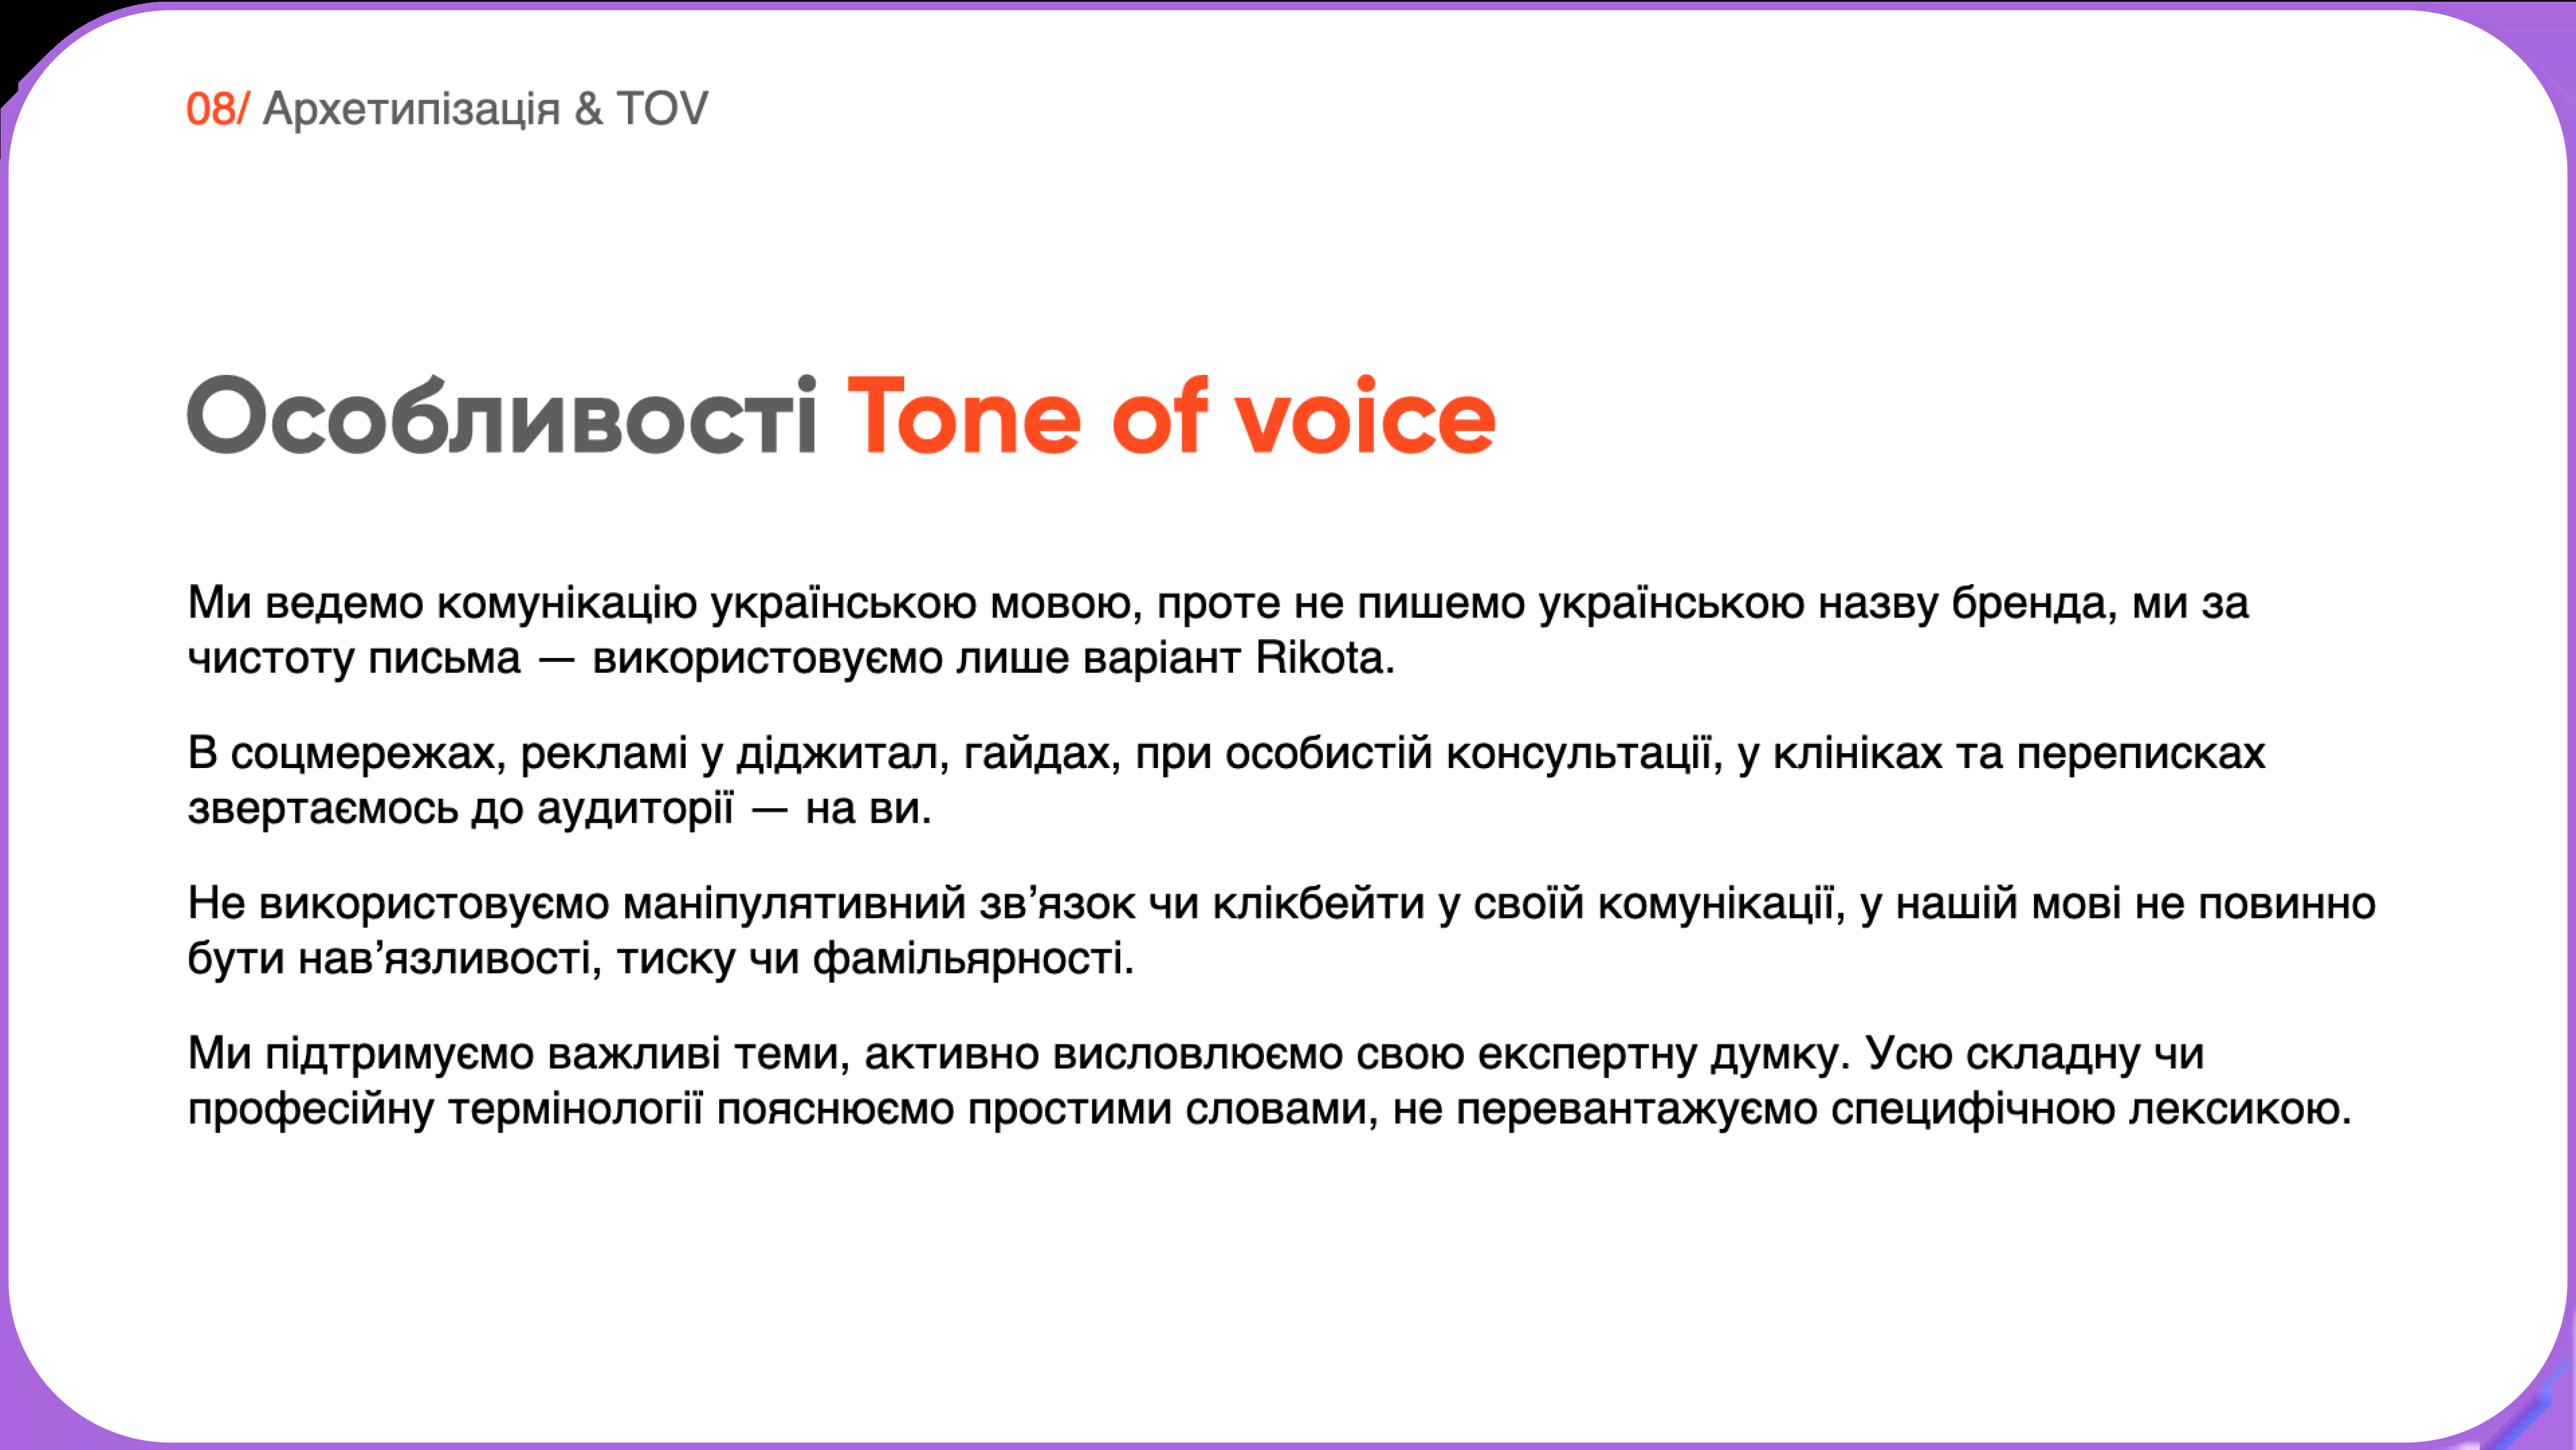 08/ Архетипізація & TOV
Особливості Tone of voice
Ми ведемо комунікацію українською мовою, проте не пишемо українською назву бренда, ми за
чистоту письма — використовуємо лише варіант Rikota.
В соцмережах, рекламі у діджитал, гайдах, при особистій консультації, у клініках та переписках
звертаємось до аудиторії — на ви.
Не використовуємо маніпулятивний зв’язок чи клікбейти у своїй комунікації, у нашій мові не повинно
бути нав’язливості, тиску чи фамільярності.
Ми підтримуємо важливі теми, активно висловлюємо свою експертну думку. Усю складну чи
професійну термінології пояснюємо простими словами, не перевантажуємо специфічною лексикою.